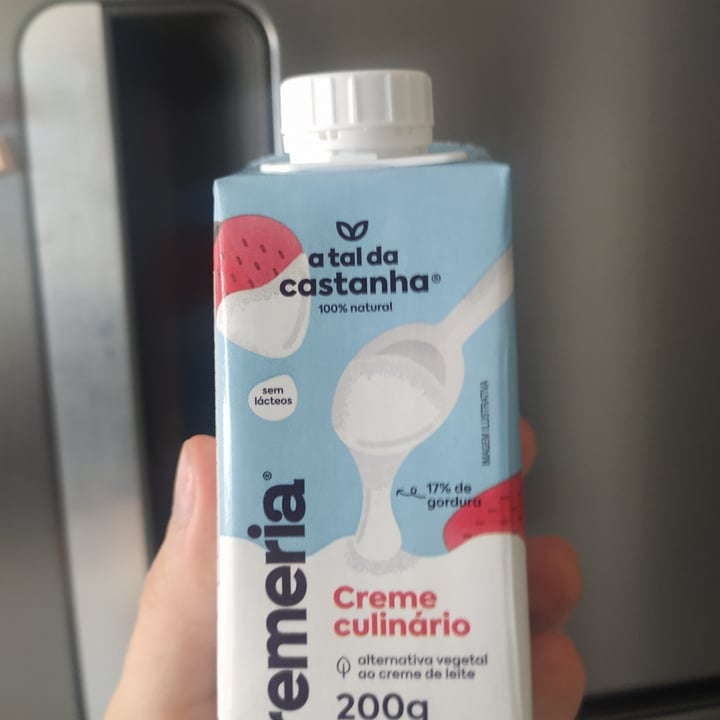 a tal da
castanha®
100% natural
sem
lácteos
IMAGEM ILUSTRATIVA
17% de
gordura
remeria®
Creme
culinário
alternativa vegetal
ao creme de leite
200g